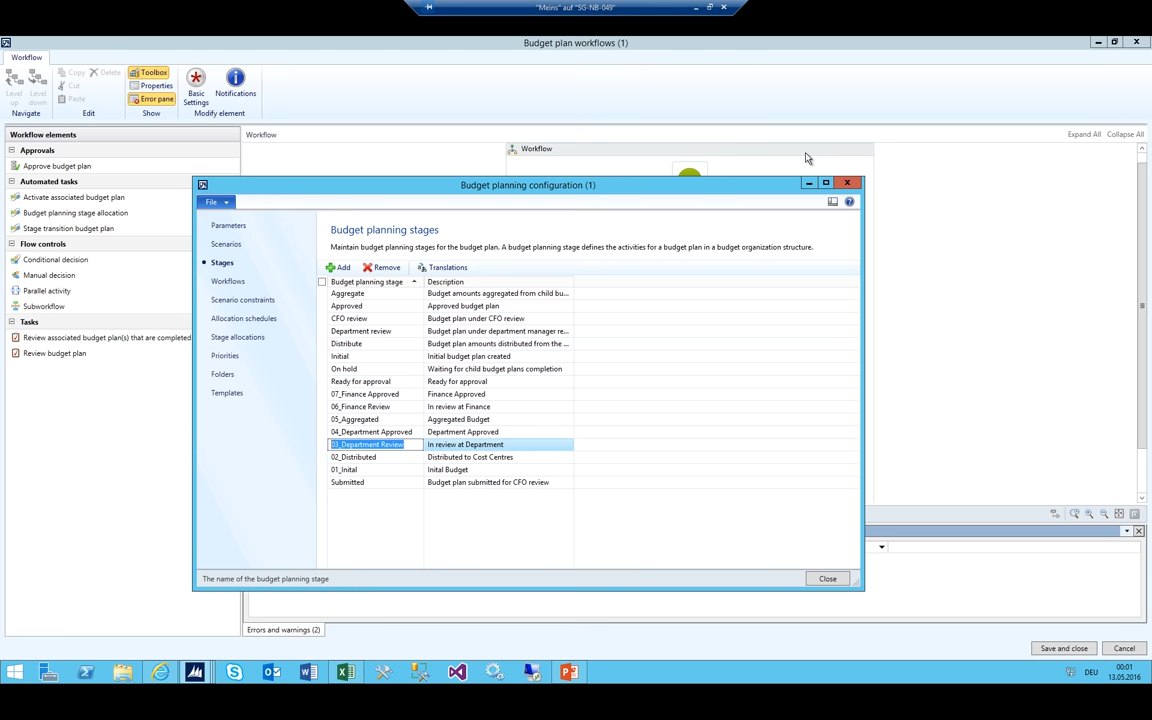 "Meins" auf "SG-NB-049"
Budget plan workflows (1)
Workflow
Level up
Level down
Navigate
Copy
Delete
Cut
Paste
Edit
Toolbox
Properties
Error pane
Show
Basic Settings
Notifications
Modify element
Workflow elements
Approvals
Approve budget plan
Automated tasks
Activate associated budget plan
Budget planning stage allocation
Stage transition budget plan
Flow controls
Conditional decision
Manual decision
Parallel activity
Subworkflow
Tasks
Review associated budget plan(s) that are completed
Review budget plan
Workflow
Expand All
Collapse All
Workflow
Budget planning configuration (1)
File
Parameters
Scenarios
Stages
Workflows
Scenario constraints
Allocation schedules
Stage allocations
Priorities
Folders
Templates
Budget planning stages
Maintain budget planning stages for the budget plan. A budget planning stage defines the activities for a budget plan in a budget organization structure.
Add
Remove
Translations
Budget planning stage Description
Aggregate Budget amounts aggregated from child bu...
Approved Approved budget plan
CFO review Budget plan under CFO review
Department review Budget plan under department manager re...
Distribute Budget plan amounts distributed from the ...
Initial Initial budget plan created
On hold Waiting for child budget plans completion
Ready for approval Ready for approval
07_Finance Approved Finance Approved
06_Finance Review In review at Finance
05_Aggregated Aggregated Budget
04_Department Approved Department Approved
03_Department Review In review at Department
02_Distributed Distributed to Cost Centres
01_Inital Inital Budget
Submitted Budget plan submitted for CFO review
The name of the budget planning stage
Close
Errors and warnings (2)
Save and close
Cancel
DEU
00:01
13.05.2016